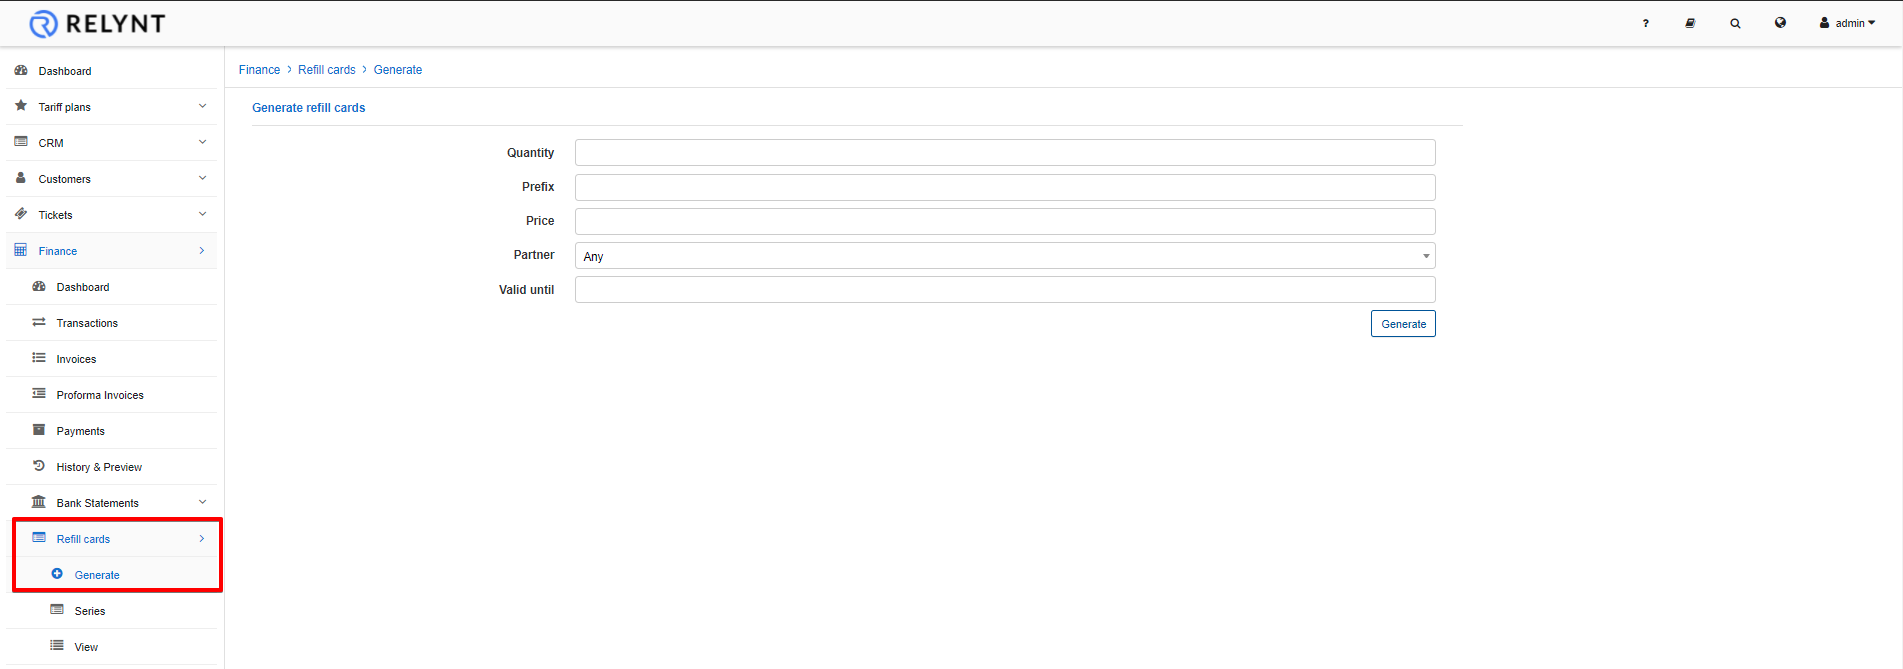 RELYNT
? admin
Dashboard
Tariff plans
CRM
Customers
Tickets
Finance
Dashboard
Transactions
Invoices
Proforma Invoices
Payments
History & Preview
Bank Statements
Refill cards
Generate
Series
View
Finance > Refill cards > Generate
Generate refill cards
Quantity
Prefix
Price
Partner Any
Valid until
Generate